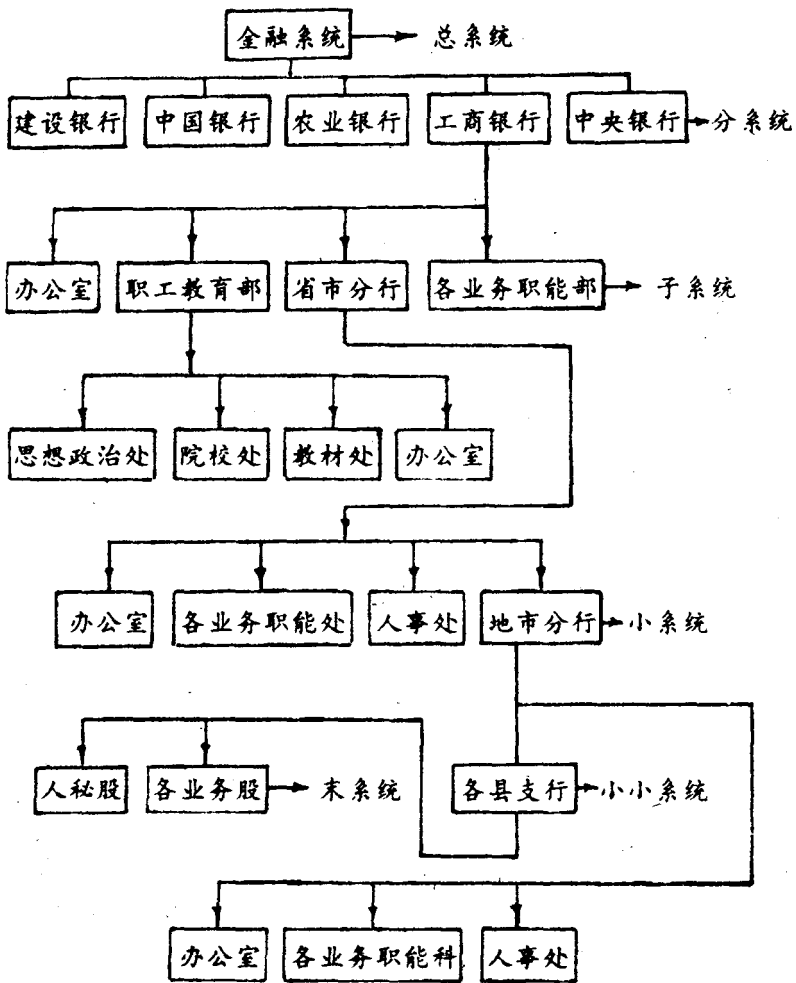 金融系统 总系统
建设银行 中国银行 农业银行 工商银行 中央银行 分系统
办公室 职工教育部 省市分行 各业务职能部 子系统
思想政治处 院校处 教材处 办公室
办公室 各业务职能处 人事处 地市分行 小系统
人秘股 各业务股 末系统 各县支行 小小系统
办公室 各业务职能科 人事处